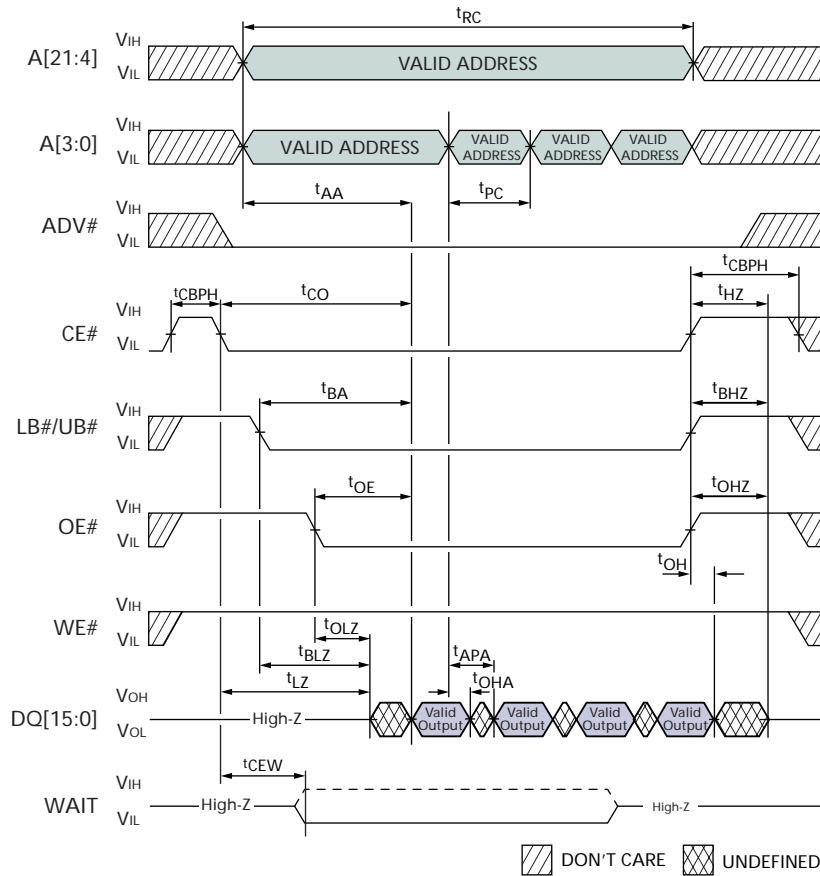 tRC
VIH
A[21:4]
VALID ADDRESS
VIL
VIH
A[3:0]
VALID ADDRESS
VALID ADDRESS
VALID ADDRESS
VALID ADDRESS
VIL
tAA
tPC
VIH
ADV#
VIL
tCBPH
tCBPH
tCO
tHZ
VIH
CE#
VIL
tBA
tBHZ
VIH
LB#/UB#
VIL
tOE
tOHZ
VIH
OE#
VIL
tOH
VIH
WE#
VIL
tOLZ
tBLZ
tAPA
tLZ
tOHA
VOH
DQ[15:0]
High-Z
Valid Output
Valid Output
Valid Output
Valid Output
VOL
tCEW
VIH
WAIT
High-Z
High-Z
VIL
DON'T CARE
UNDEFINED